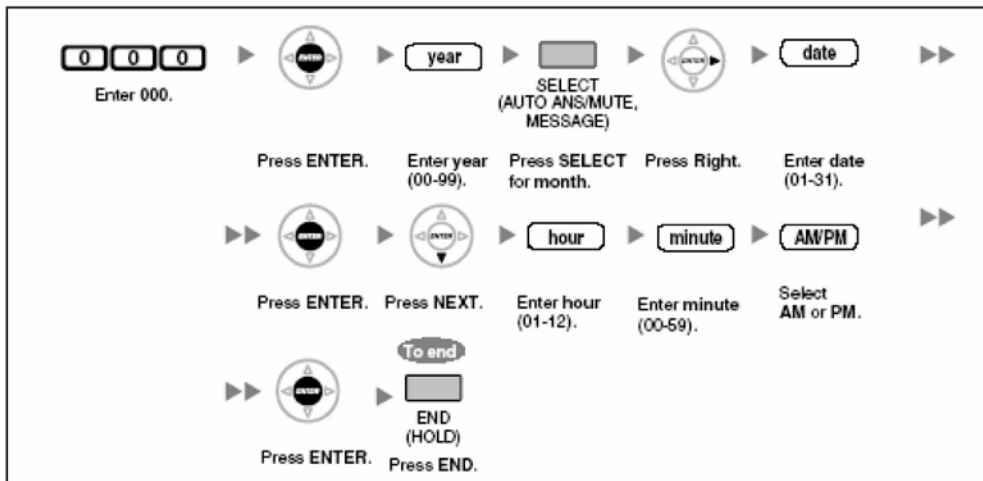 0 0 0
Enter 000.
ENTER
Press ENTER.
year
Enter year
(00-99).
SELECT
(AUTO ANS/MUTE,
MESSAGE)
Press SELECT
for month.
ENTER
Press Right.
date
Enter date
(01-31).
ENTER
Press ENTER.
ENTER
Press NEXT.
hour
Enter hour
(01-12).
minute
Enter minute
(00-59).
AM/PM
Select
AM or PM.
ENTER
Press ENTER.
To end
END
(HOLD)
Press END.